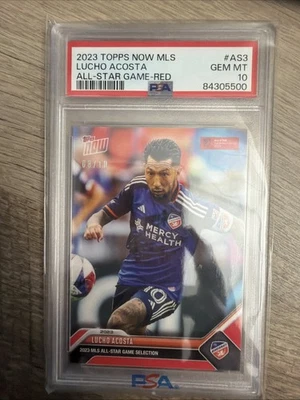 2023 TOPPS NOW MLS #AS3
LUCHO ACOSTA GEM MT
ALL-STAR GAME-RED 10
PSA 84305500
TOPPS
NOW
MERCY
HEALTH
10
LUCHO ACOSTA
2023 MLS ALL-STAR GAME SELECTION
PSA